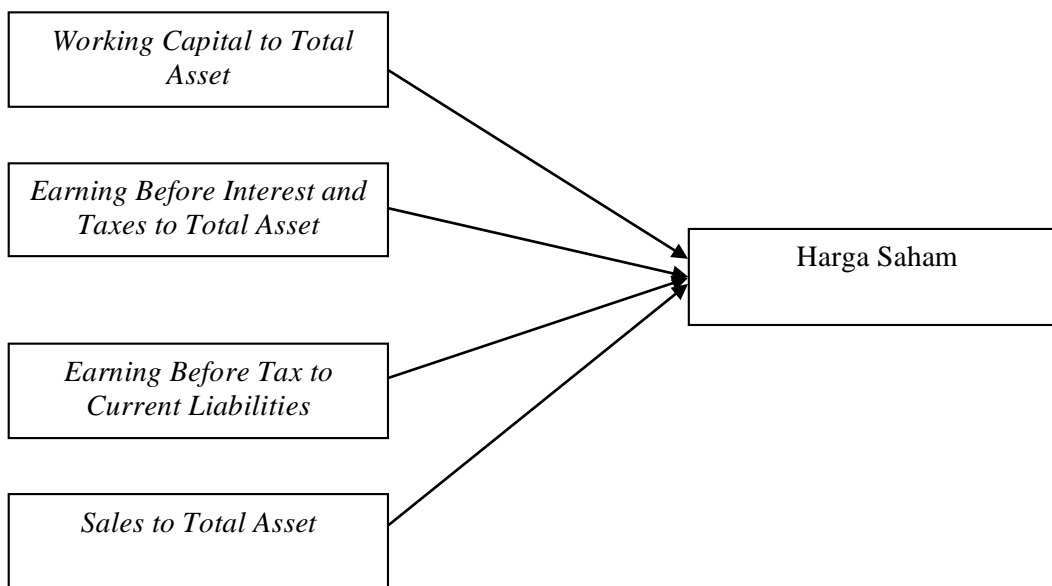 Working Capital to Total
Asset
Earning Before Interest and
Taxes to Total Asset
Harga Saham
Earning Before Tax to
Current Liabilities
Sales to Total Asset